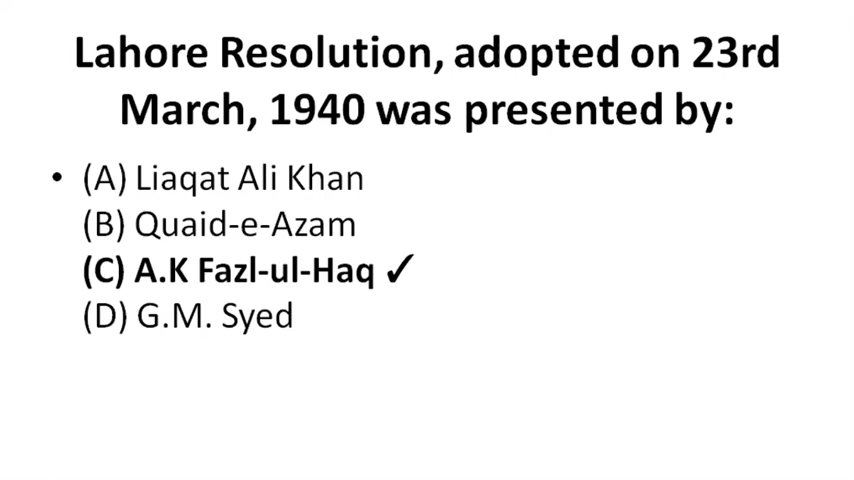 Lahore Resolution, adopted on 23rd
March, 1940 was presented by:
• (A) Liaqat Ali Khan
(B) Quaid-e-Azam
(C) A.K Fazl-ul-Haq ✓
(D) G.M. Syed